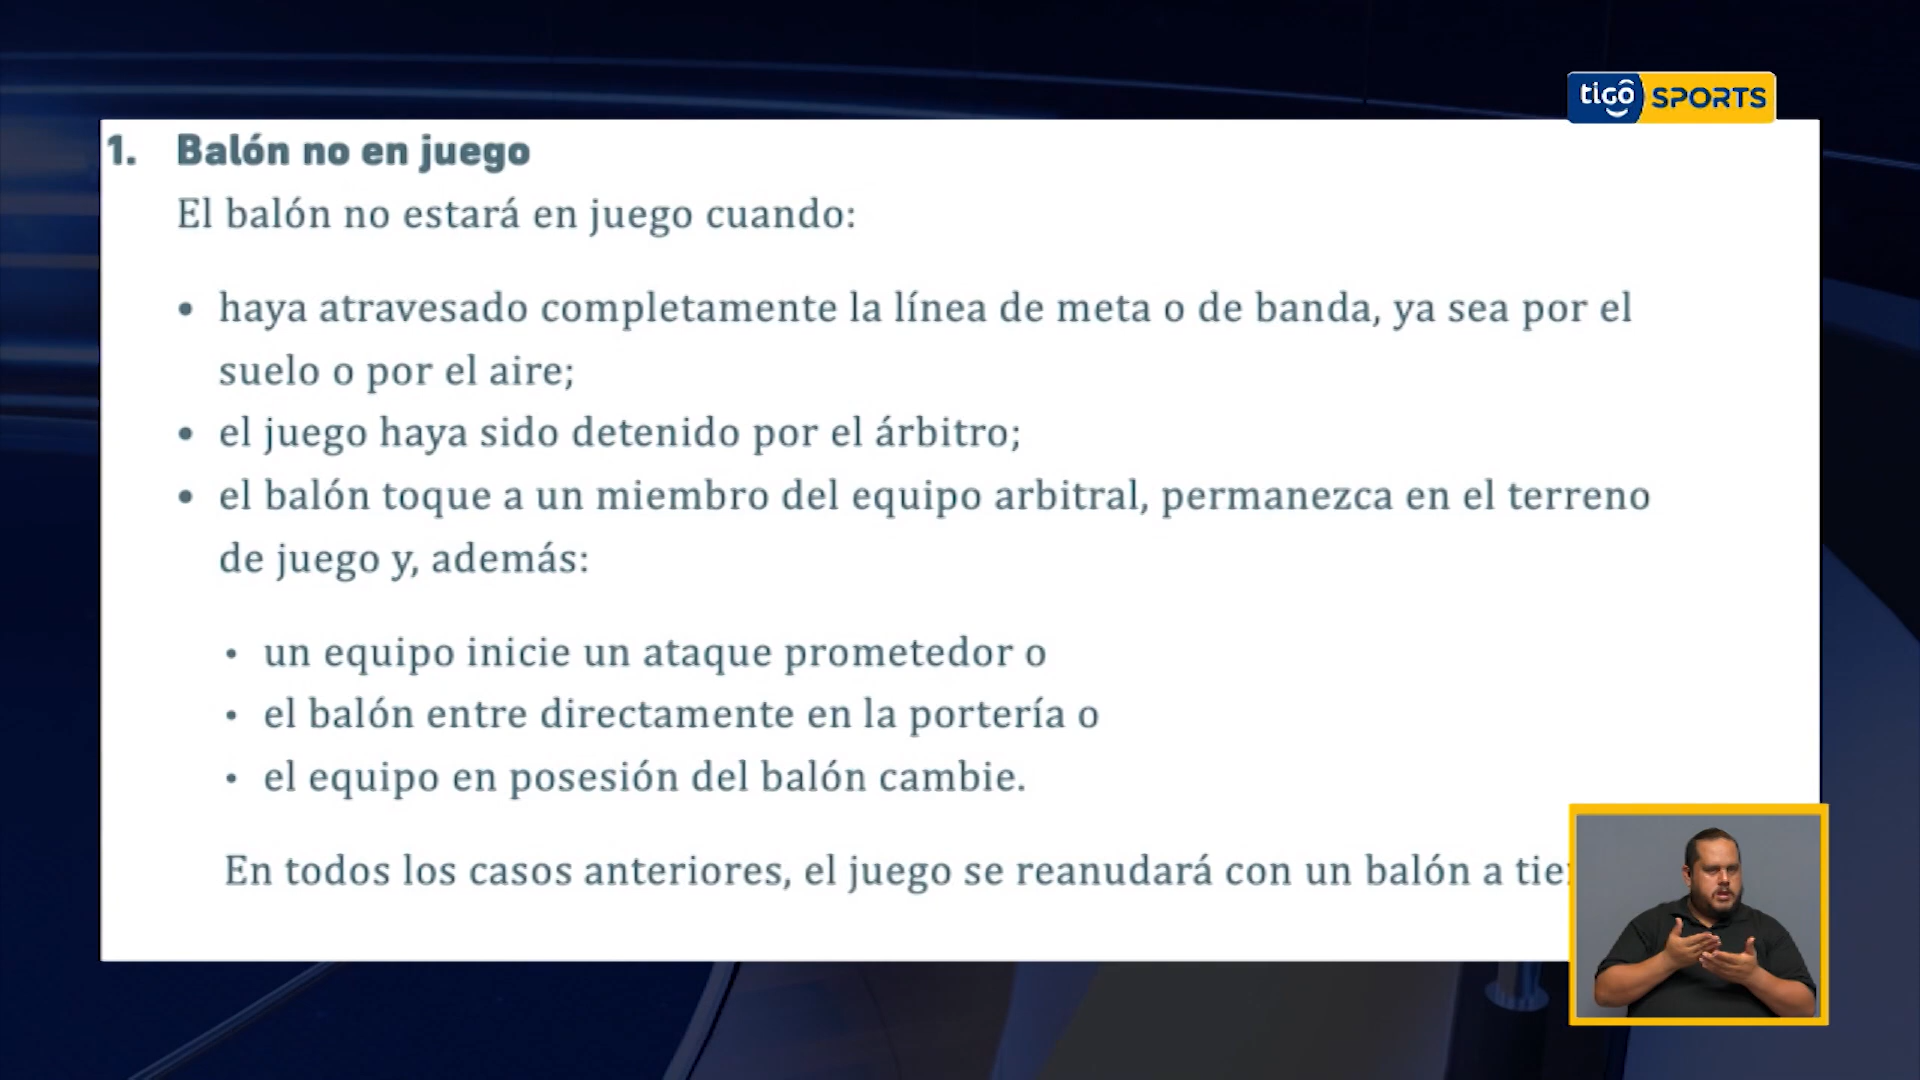 tigo SPORTS
1. Balón no en juego
El balón no estará en juego cuando:
• haya atravesado completamente la línea de meta o de banda, ya sea por el
suelo o por el aire;
• el juego haya sido detenido por el árbitro;
• el balón toque a un miembro del equipo arbitral, permanezca en el terreno
de juego y, además:
• un equipo inicie un ataque prometedor o
• el balón entre directamente en la portería o
• el equipo en posesión del balón cambie.
En todos los casos anteriores, el juego se reanudará con un balón a